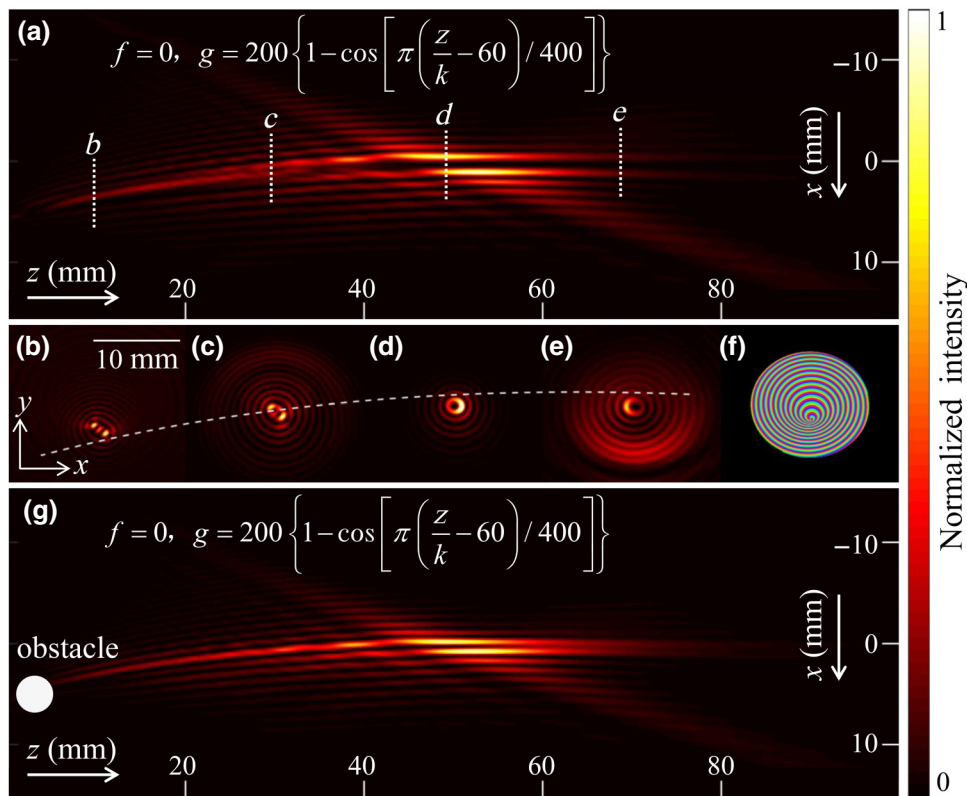 (a)
f = 0, g = 200 {1 − cos [π (z/k − 60) / 400]}
1
−10
b
c
d
e
0
x (mm)
10
z (mm)
20
40
60
80
(b)
10 mm
(c)
(d)
(e)
(f)
y
x
(g)
f = 0, g = 200 {1 − cos [π (z/k − 60) / 400]}
−10
obstacle
0
x (mm)
10
z (mm)
20
40
60
80
Normalized intensity
0